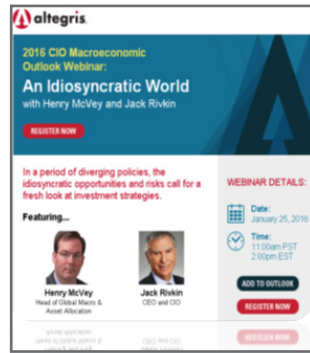 altegris
2016 CIO Macroeconomic
Outlook Webinar:
An Idiosyncratic World
with Henry McVey and Jack Rivkin
REGISTER NOW
In a period of diverging policies, the
idiosyncratic opportunities and risks call for a
fresh look at investment strategies.
Featuring...
Henry McVey
Head of Global Macro &
Asset Allocation
Jack Rivkin
CEO and CIO
WEBINAR DETAILS:
Date:
January 25, 2016
Time:
11:00am PST
2:00pm EST
ADD TO OUTLOOK
REGISTER NOW